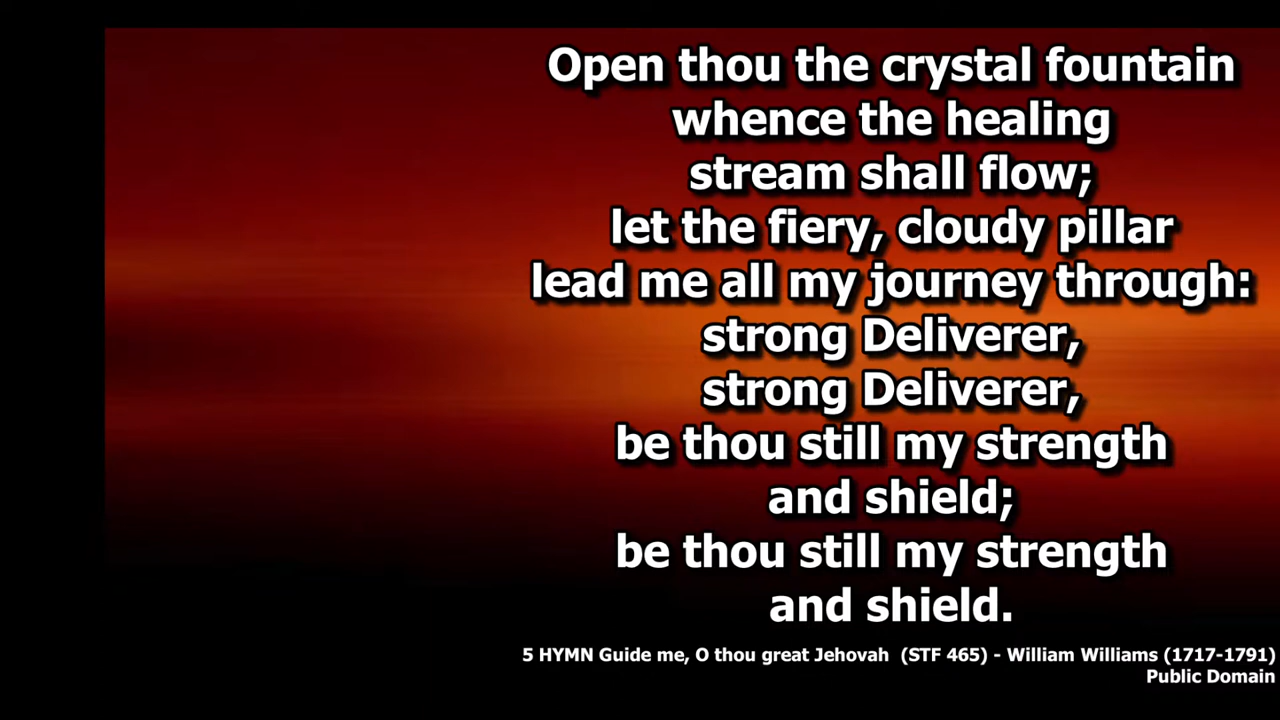 Open thou the crystal fountain
whence the healing
stream shall flow;
let the fiery, cloudy pillar
lead me all my journey through:
strong Deliverer,
strong Deliverer,
be thou still my strength
and shield;
be thou still my strength
and shield.
5 HYMN Guide me, O thou great Jehovah  (STF 465) - William Williams (1717-1791)
Public Domain